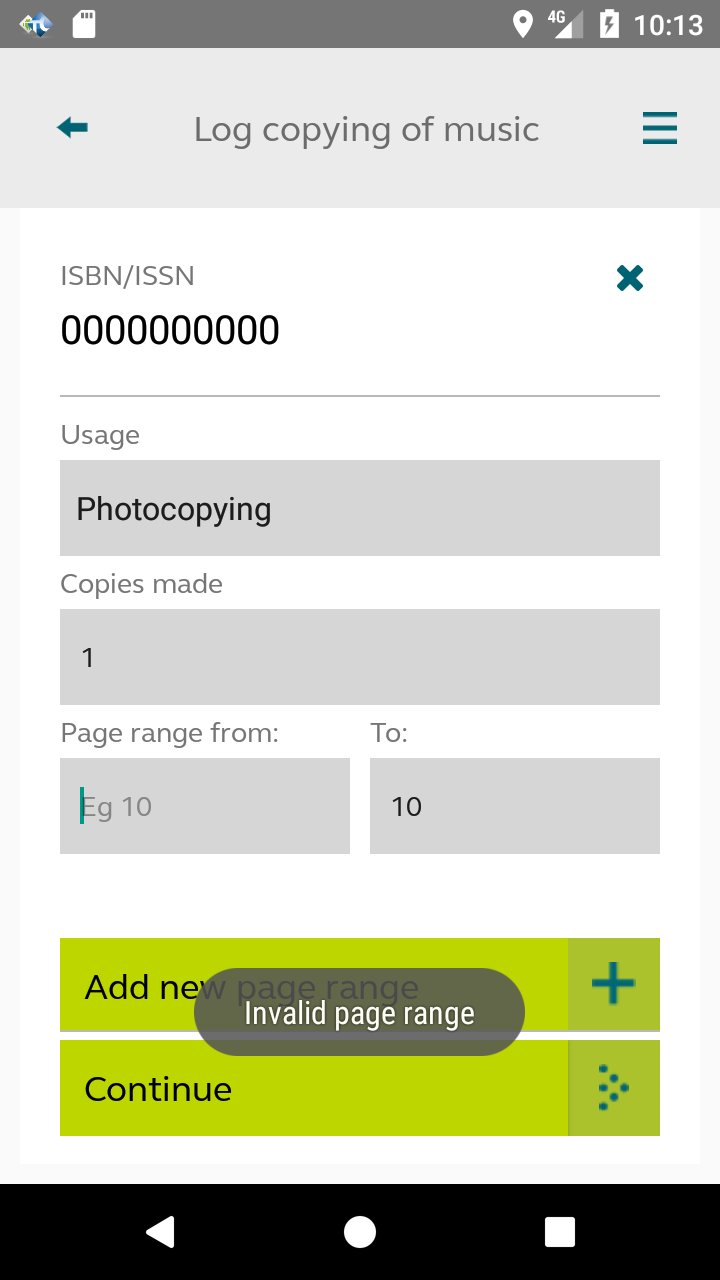 4G 10:13
Log copying of music
ISBN/ISSN
0000000000
Usage
Photocopying
Copies made
1
Page range from: To:
Eg 10 10
Add new page range
Invalid page range
Continue